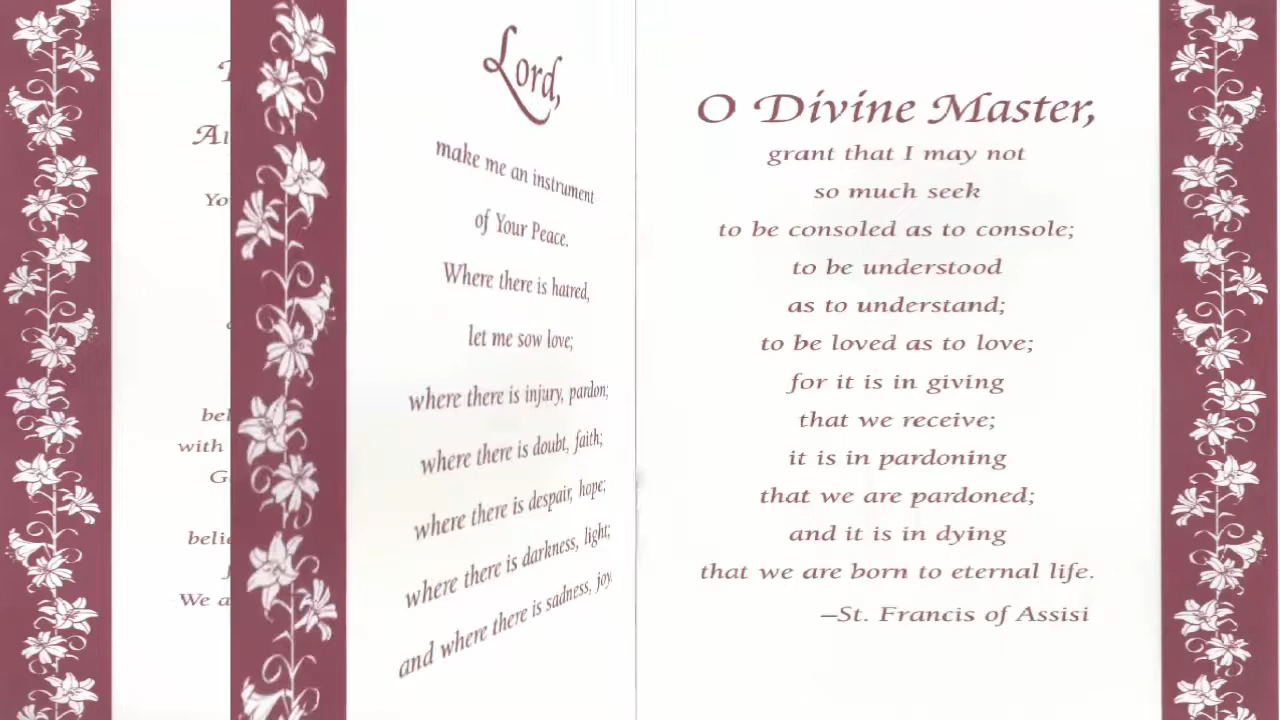 Lord,
make me an instrument
of Your Peace.
Where there is hatred,
let me sow love;
where there is injury, pardon;
where there is doubt, faith;
where there is despair, hope;
where there is darkness, light;
and where there is sadness, joy.
O Divine Master,
grant that I may not
so much seek
to be consoled as to console;
to be understood
as to understand;
to be loved as to love;
for it is in giving
that we receive;
it is in pardoning
that we are pardoned;
and it is in dying
that we are born to eternal life.
–St. Francis of Assisi
with
We